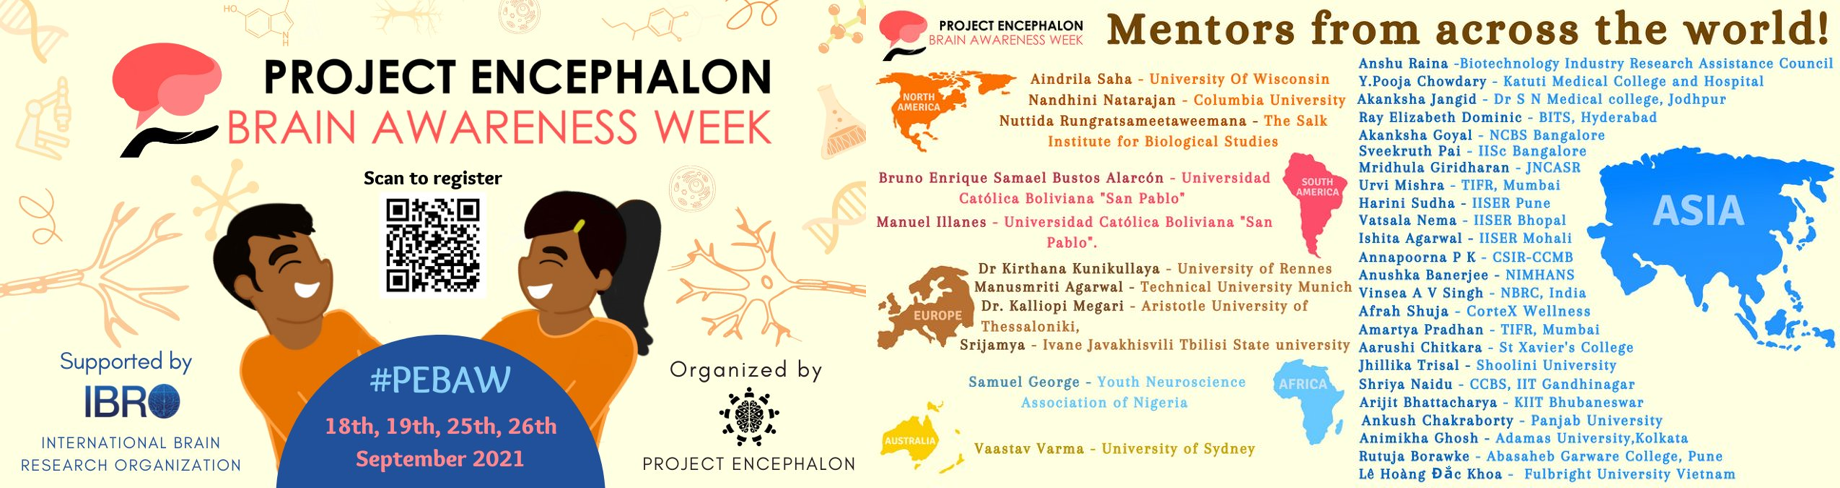 PROJECT ENCEPHALON
BRAIN AWARENESS WEEK
Scan to register
Supported by
IBRO
INTERNATIONAL BRAIN
RESEARCH ORGANIZATION
#PEBAW
18th, 19th, 25th, 26th
September 2021
Organized by
PROJECT ENCEPHALON
HO
N
H
PROJECT ENCEPHALON
BRAIN AWARENESS WEEK
Mentors from across the world!
NORTH
AMERICA
Aindrila Saha - University Of Wisconsin
Nandhini Natarajan - Columbia University
Nuttida Rungratsameetaweemana - The Salk
Institute for Biological Studies
SOUTH
AMERICA
Bruno Enrique Samael Bustos Alarcón - Universidad
Católica Boliviana "San Pablo"
Manuel Illanes - Universidad Católica Boliviana "San
Pablo".
EUROPE
Dr Kirthana Kunikullaya - University of Rennes
Manusmriti Agarwal - Technical University Munich
Dr. Kalliopi Megari - Aristotle University of
Thessaloniki,
Srijamya - Ivane Javakhisvili Tbilisi State university
AFRICA
Samuel George - Youth Neuroscience
Association of Nigeria
AUSTRALIA
Vaastav Varma - University of Sydney
Anshu Raina -Biotechnology Industry Research Assistance Council
Y.Pooja Chowdary - Katuti Medical College and Hospital
Akanksha Jangid - Dr S N Medical college, Jodhpur
Ray Elizabeth Dominic - BITS, Hyderabad
Akanksha Goyal - NCBS Bangalore
Sveekruth Pai - IISc Bangalore
Mridhula Giridharan - JNCASR
Urvi Mishra - TIFR, Mumbai
Harini Sudha - IISER Pune
Vatsala Nema - IISER Bhopal
Ishita Agarwal - IISER Mohali
Annapoorna P K - CSIR-CCMB
Anushka Banerjee - NIMHANS
Vinsea A V Singh - NBRC, India
Afrah Shuja - CorteX Wellness
Amartya Pradhan - TIFR, Mumbai
Aarushi Chitkara - St Xavier's College
Jhillika Trisal - Shoolini University
Shriya Naidu - CCBS, IIT Gandhinagar
Arijit Bhattacharya - KIIT Bhubaneswar
Ankush Chakraborty - Panjab University
Animikha Ghosh - Adamas University,Kolkata
Rutuja Borawke - Abasaheb Garware College, Pune
Lê Hoàng Đắc Khoa - Fulbright University Vietnam
ASIA